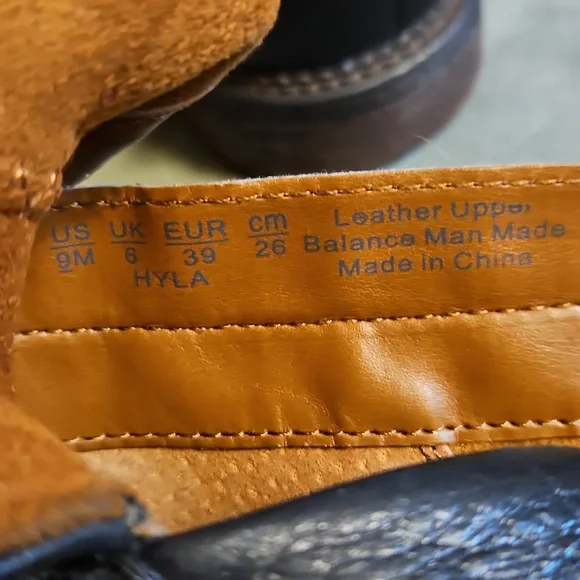 US UK EUR cm
9M 6 39 26
HYLA
Leather Upper
Balance Man Made
Made in China